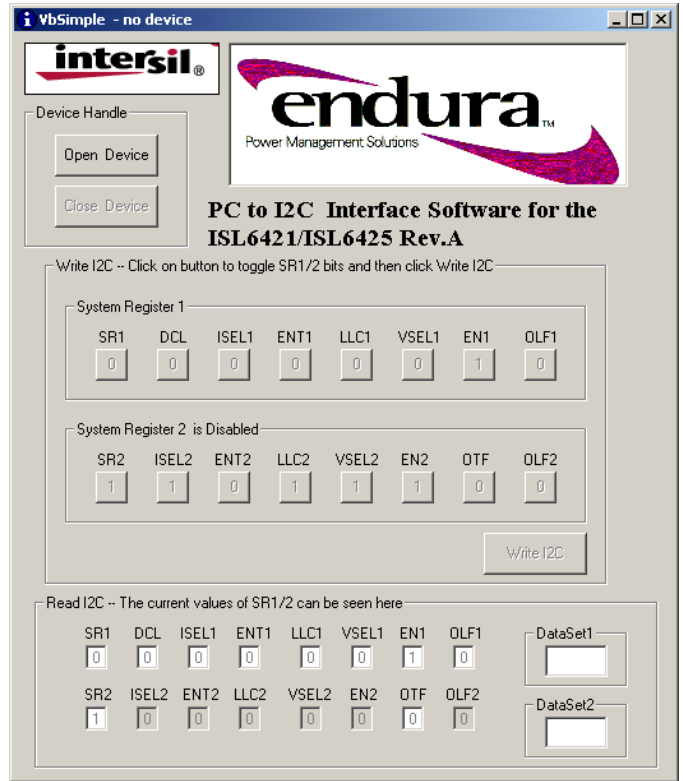 VbSimple - no device
intersil®
endura™
Power Management Solutions
Device Handle
Open Device
Close Device
PC to I2C Interface Software for the
ISL6421/ISL6425 Rev.A
Write I2C -- Click on button to toggle SR1/2 bits and then click Write I2C
System Register 1
SR1 DCL ISEL1 ENT1 LLC1 VSEL1 EN1 OLF1
0 0 0 0 0 0 1 0
System Register 2 is Disabled
SR2 ISEL2 ENT2 LLC2 VSEL2 EN2 OTF OLF2
1 1 0 1 1 1 0 0
Write I2C
Read I2C -- The current values of SR1/2 can be seen here
SR1 DCL ISEL1 ENT1 LLC1 VSEL1 EN1 OLF1
0 0 0 0 0 0 1 0
DataSet1
SR2 ISEL2 ENT2 LLC2 VSEL2 EN2 OTF OLF2
1 0 0 0 0 0 0 0
DataSet2